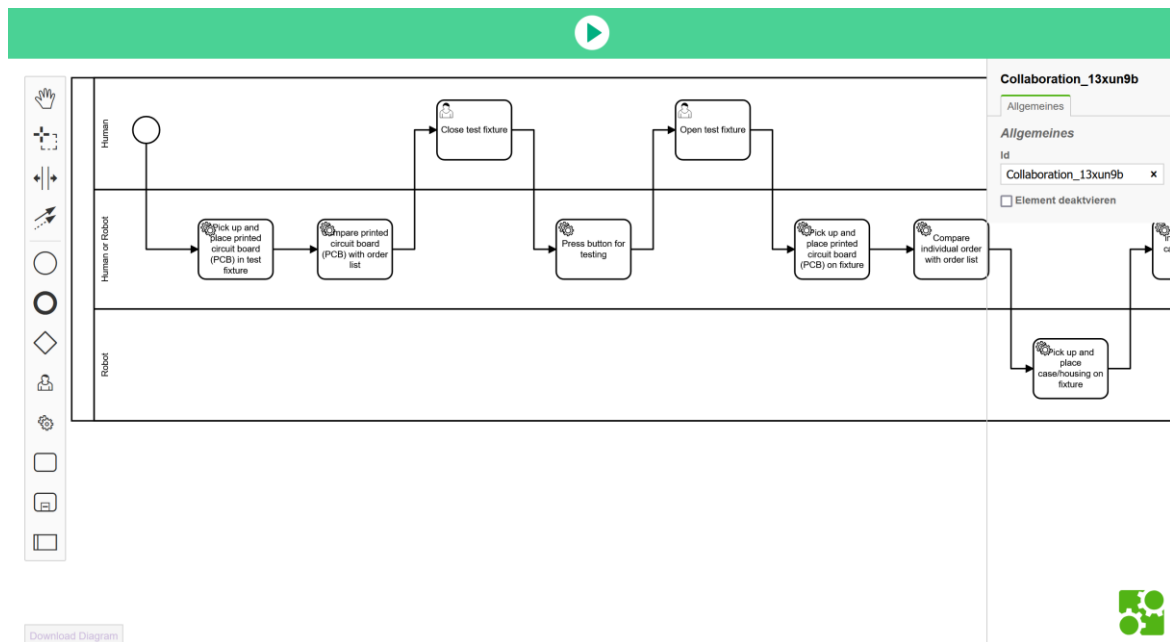 Collaboration_13xun9b
Allgemeines
Allgemeines
Id
Collaboration_13xun9b ×
Element deaktvieren
Human
Close test fixture
Open test fixture
Human or Robot
Pick up and
place printed
circuit board
(PCB) in test
fixture
printed
circuit board
(PCB) with order
list
Press button for
testing
Pick up and
place printed
circuit board
(PCB) on fixture
Compare
individual order
with order list
Robot
Pick up and
place
case/housing on
fixture
Download Diagram